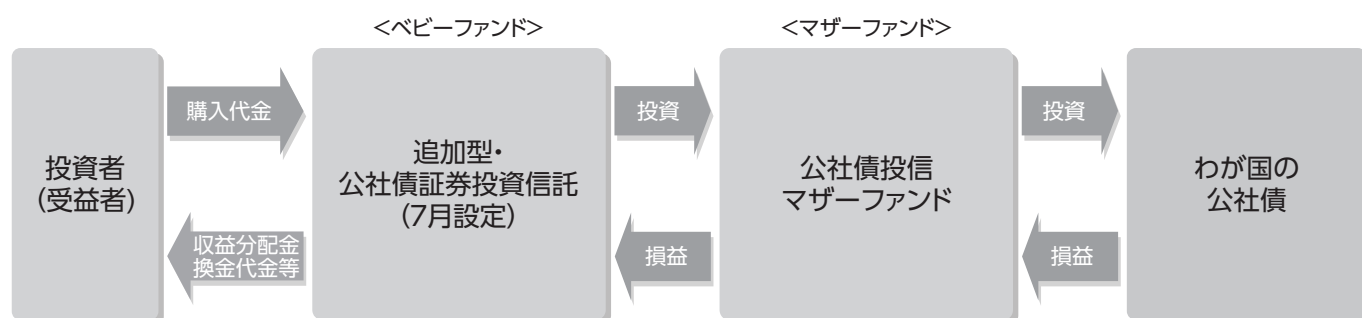 <ベビーファンド>
<マザーファンド>
投資者
(受益者)
購入代金
収益分配金
換金代金等
追加型・
公社債証券投資信託
(7月設定)
投資
損益
公社債投信
マザーファンド
投資
損益
わが国の
公社債